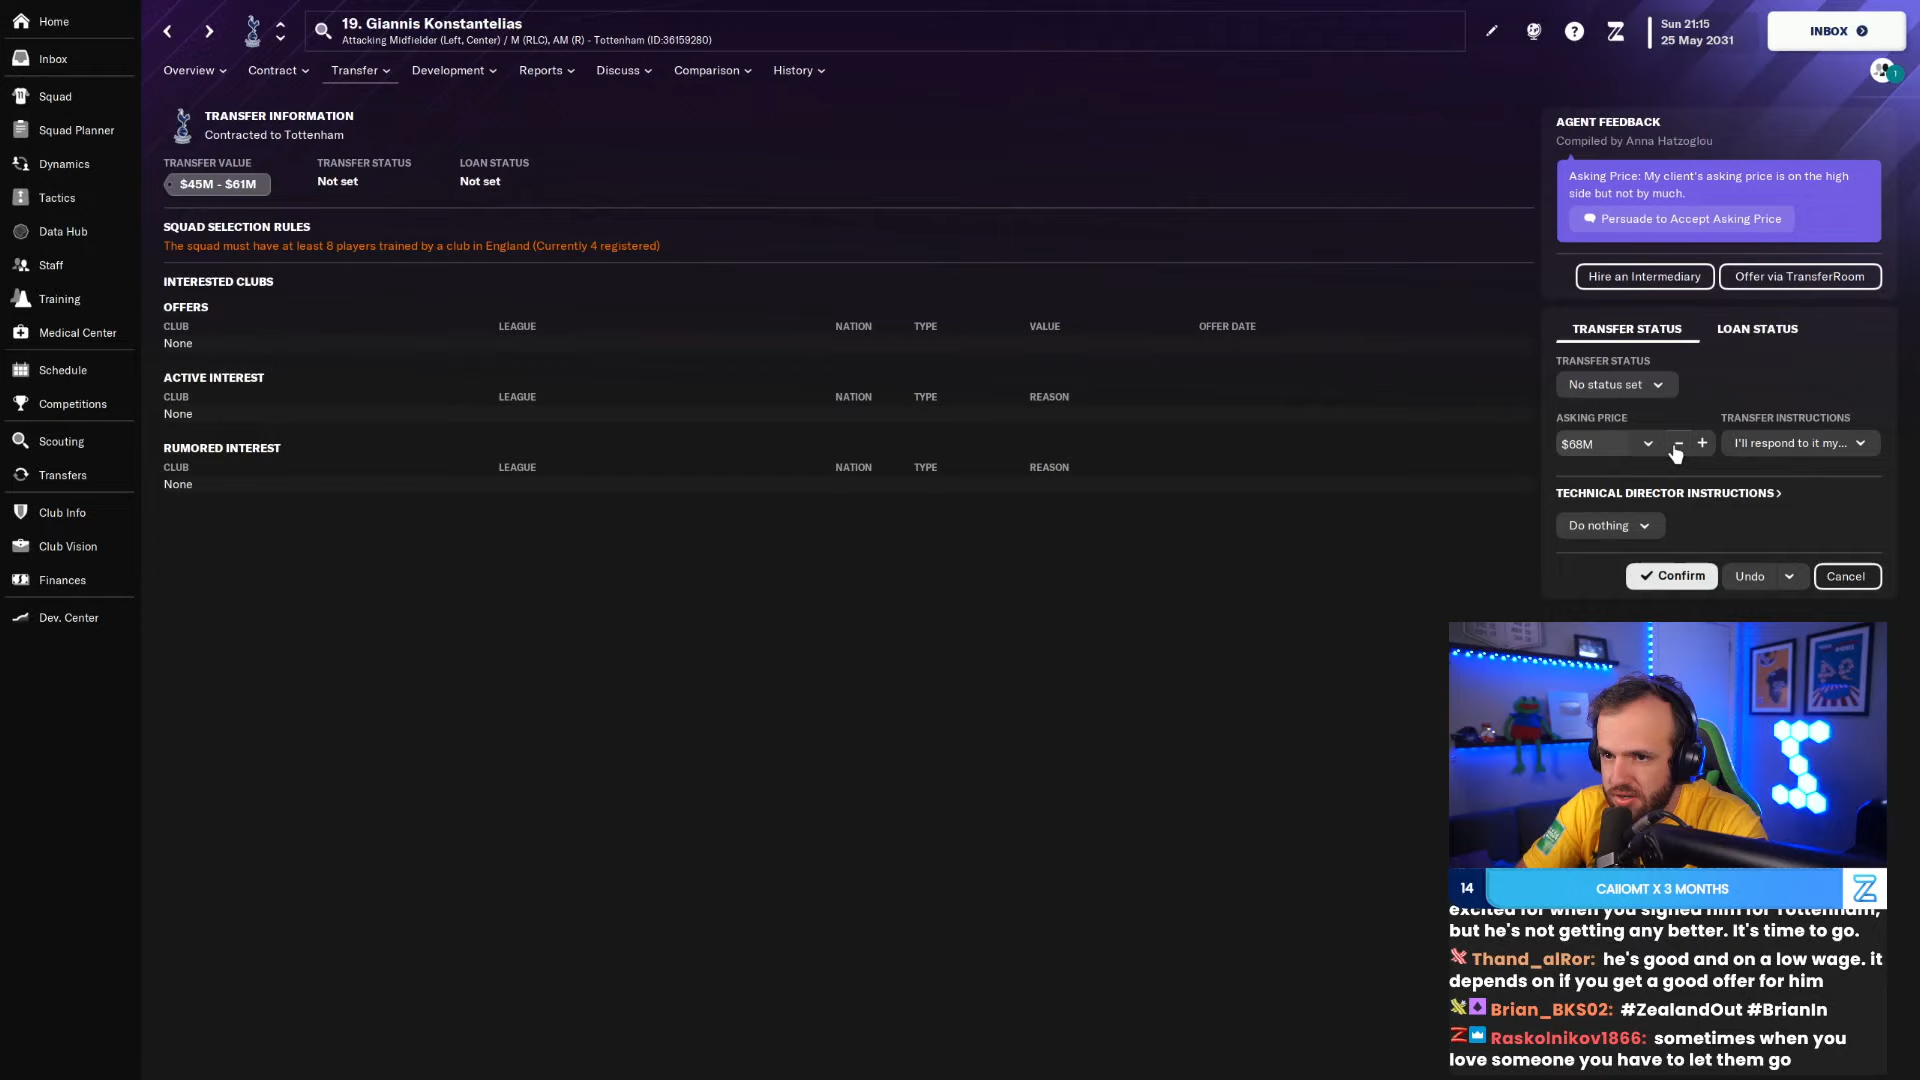 Home
Inbox
Squad
Squad Planner
Dynamics
Tactics
Data Hub
Staff
Training
Medical Center
Schedule
Competitions
Scouting
Transfers
Club Info
Club Vision
Finances
Dev. Center
19. Giannis Konstantelias
Attacking Midfielder (Left, Center) / M (RLC), AM (R) - Tottenham (ID:36159280)
Sun 21:15
25 May 2031
INBOX
1
Overview Contract Transfer Development Reports Discuss Comparison History
TRANSFER INFORMATION
Contracted to Tottenham
TRANSFER VALUE TRANSFER STATUS LOAN STATUS
$45M - $61M Not set Not set
SQUAD SELECTION RULES
The squad must have at least 8 players trained by a club in England (Currently 4 registered)
INTERESTED CLUBS
OFFERS
CLUB LEAGUE NATION TYPE VALUE OFFER DATE
None
ACTIVE INTEREST
CLUB LEAGUE NATION TYPE REASON
None
RUMORED INTEREST
CLUB LEAGUE NATION TYPE REASON
None
AGENT FEEDBACK
Compiled by Anna Hatzoglou
Asking Price: My client's asking price is on the high
side but not by much.
Persuade to Accept Asking Price
Hire an Intermediary Offer via TransferRoom
TRANSFER STATUS LOAN STATUS
TRANSFER STATUS
No status set
ASKING PRICE TRANSFER INSTRUCTIONS
$68M - + I'll respond to it my...
TECHNICAL DIRECTOR INSTRUCTIONS >
Do nothing
Confirm Undo Cancel
14 CAIIOMT X 3 MONTHS
excited for when you signed him for Tottenham,
but he's not getting any better. It's time to go.
Thand_alRor: he's good and on a low wage. it
depends on if you get a good offer for him
Brian_BKS02: #ZealandOut #BrianIn
Raskolnikov1866: sometimes when you
love someone you have to let them go